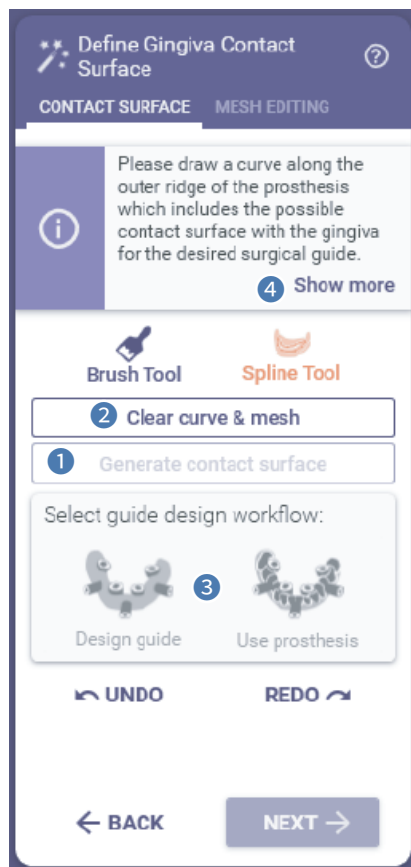 Define Gingiva Contact
Surface
CONTACT SURFACE MESH EDITING
Please draw a curve along the
outer ridge of the prosthesis
which includes the possible
contact surface with the gingiva
for the desired surgical guide.
4 Show more
Brush Tool Spline Tool
2 Clear curve & mesh
1 Generate contact surface
Select guide design workflow:
3
Design guide Use prosthesis
UNDO REDO
BACK NEXT